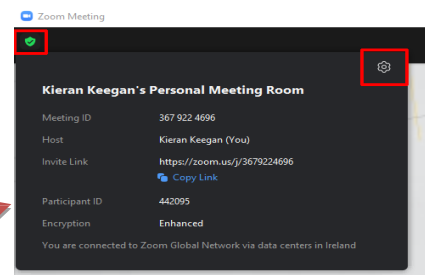 Zoom Meeting
Kieran Keegan's Personal Meeting Room
Meeting ID 367 922 4696
Host Kieran Keegan (You)
Invite Link https://zoom.us/j/3679224696
Copy Link
Participant ID 442095
Encryption Enhanced
You are connected to Zoom Global Network via data centers in Ireland